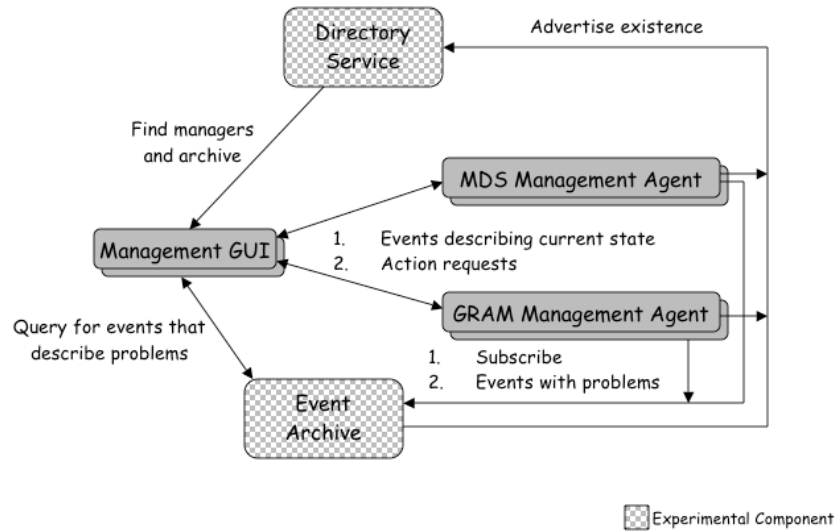 Directory
Service
Advertise existence
Find managers
and archive
MDS Management Agent
Management GUI
1. Events describing current state
2. Action requests
GRAM Management Agent
Query for events that
describe problems
1. Subscribe
2. Events with problems
Event
Archive
Experimental Component